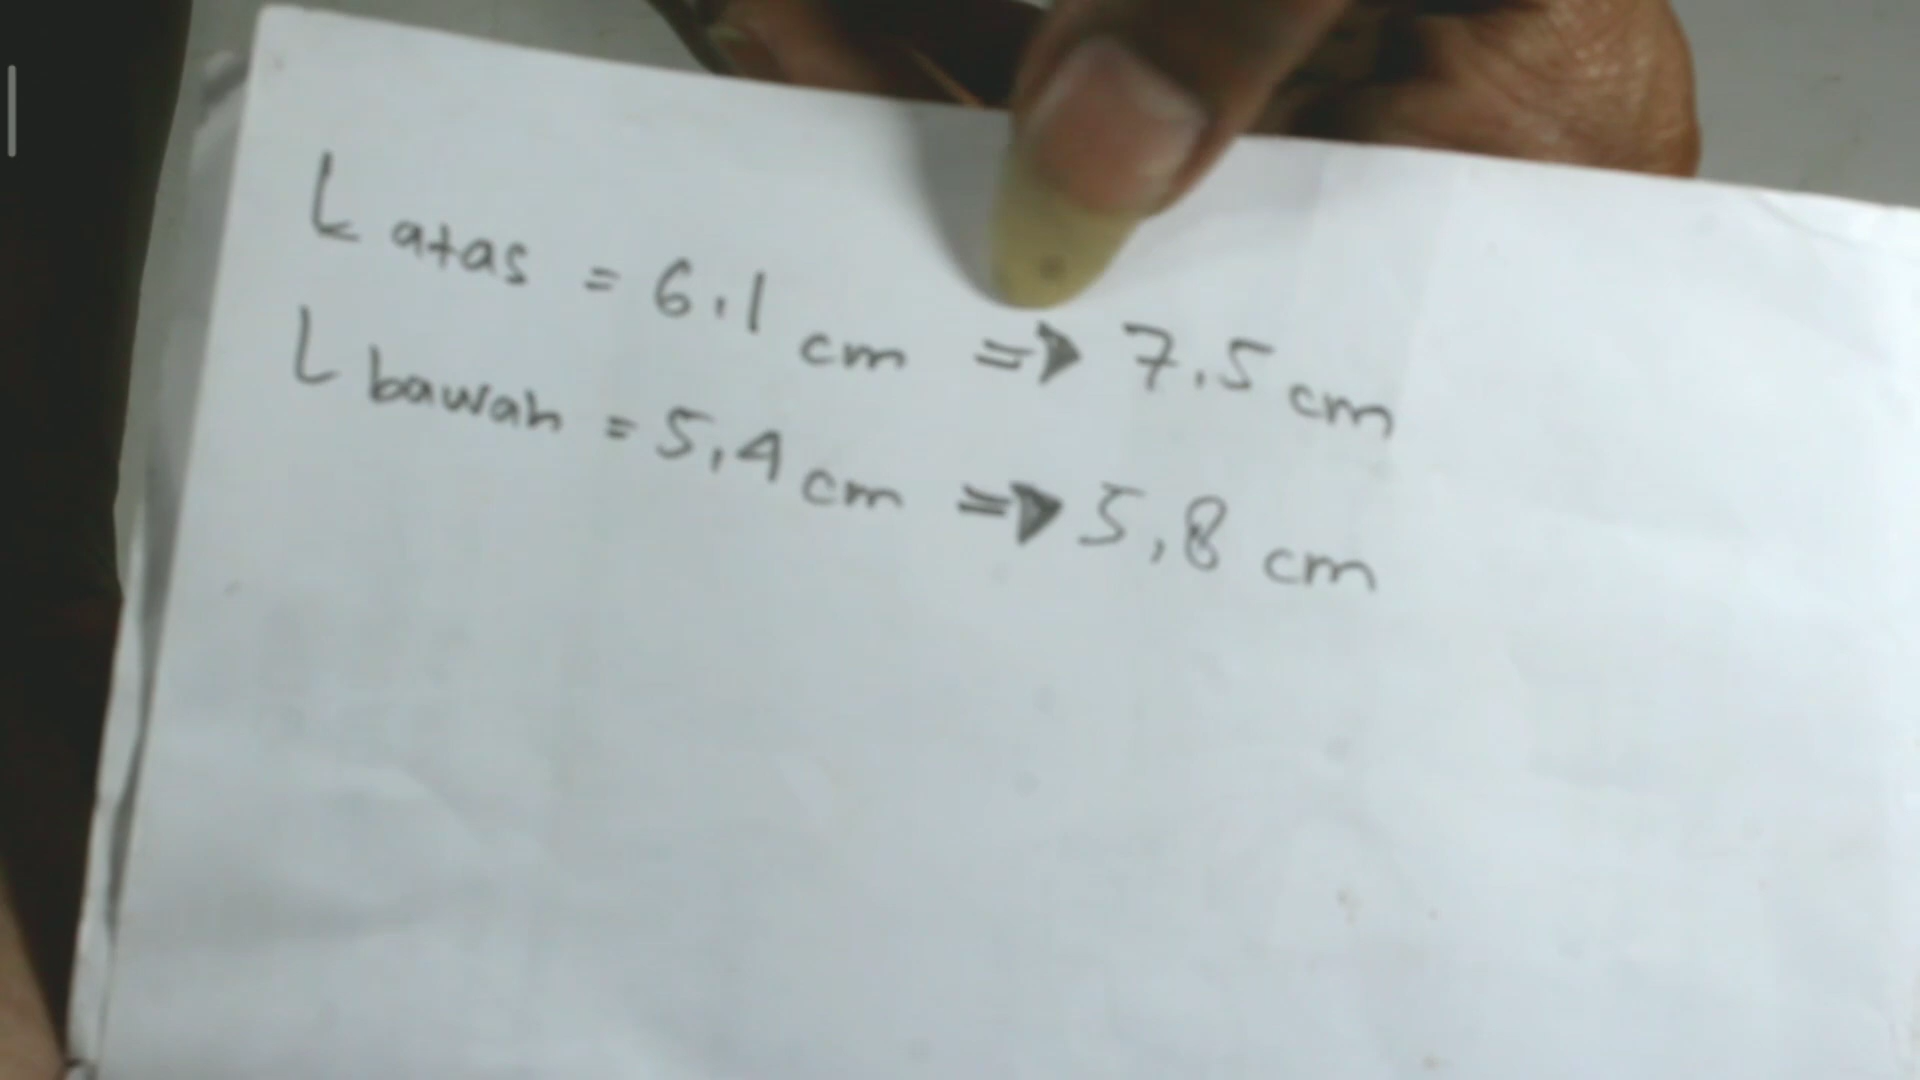 L atas = 6,1 cm => 7,5 cm
L bawah = 5,4 cm => 5,8 cm